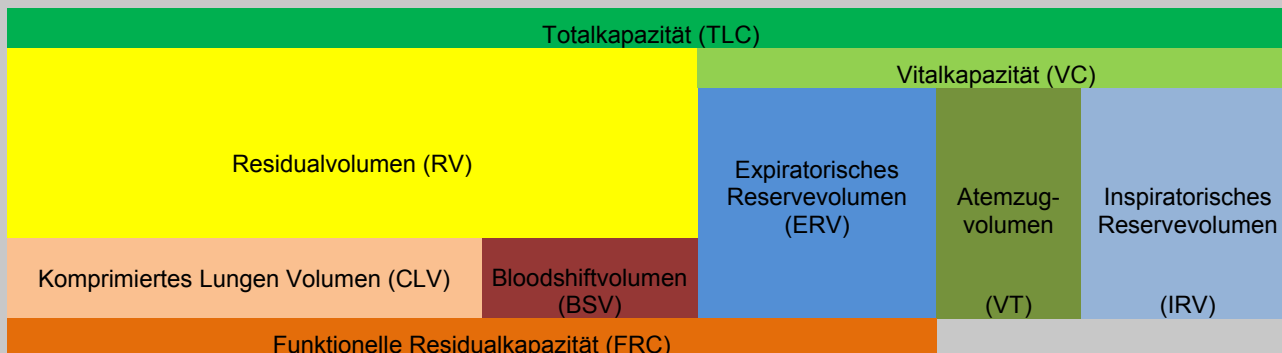 Totalkapazität (TLC)
Vitalkapazität (VC)
Residualvolumen (RV)
Expiratorisches
Reservevolumen
(ERV)
Atemzug-
volumen
(VT)
Inspiratorisches
Reservevolumen
(IRV)
Komprimiertes Lungen Volumen (CLV)
Bloodshiftvolumen
(BSV)
Funktionelle Residualkapazität (FRC)